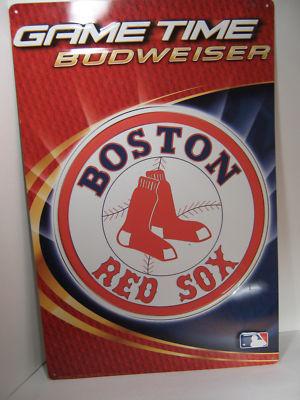 GAME TIME
BUDWEISER
BOSTON
RED SOX